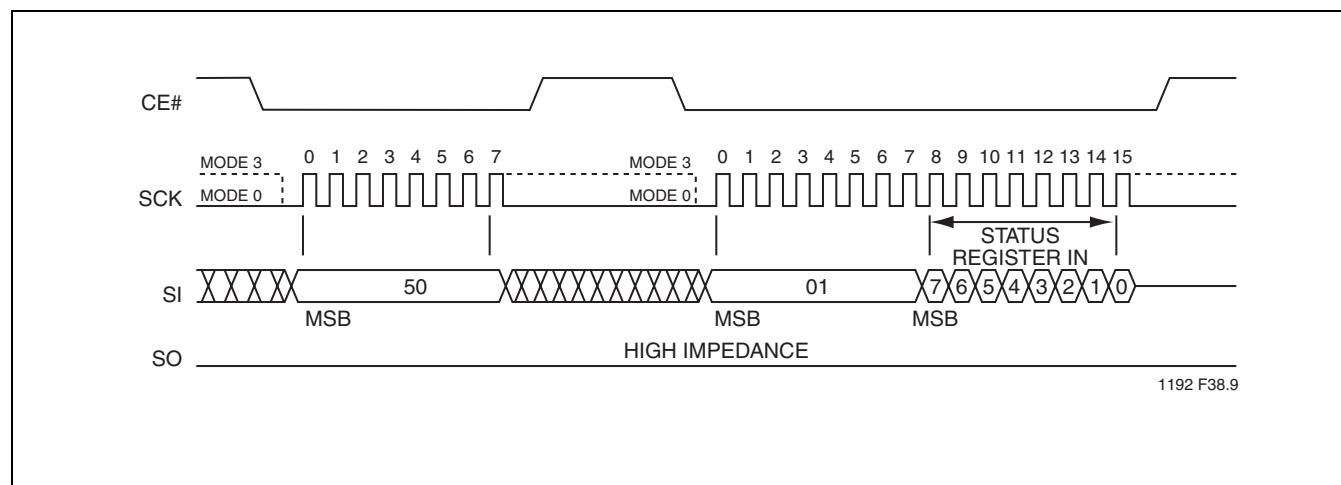 CE#
MODE 3 0 1 2 3 4 5 6 7 MODE 3 0 1 2 3 4 5 6 7 8 9 10 11 12 13 14 15
SCK MODE 0 MODE 0
STATUS
REGISTER IN
SI 50 01 7 6 5 4 3 2 1 0
MSB MSB MSB
HIGH IMPEDANCE
SO
1192 F38.9